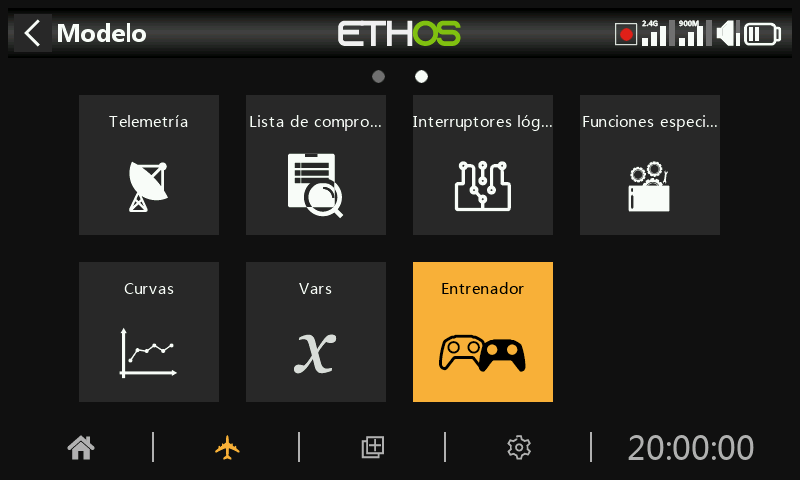 Modelo
ETHOS
2.4G
900M
Telemetría
Lista de compro...
Interruptores lóg...
Funciones especi...
Curvas
Vars
Entrenador
20:00:00